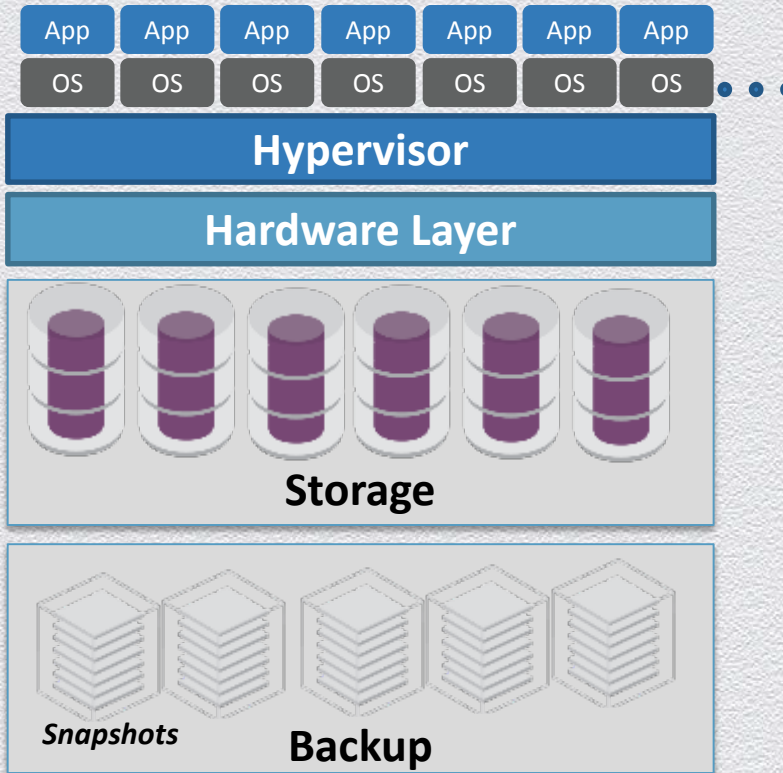 App App App App App App App
OS OS OS OS OS OS OS
Hypervisor
Hardware Layer
Storage
Snapshots
Backup